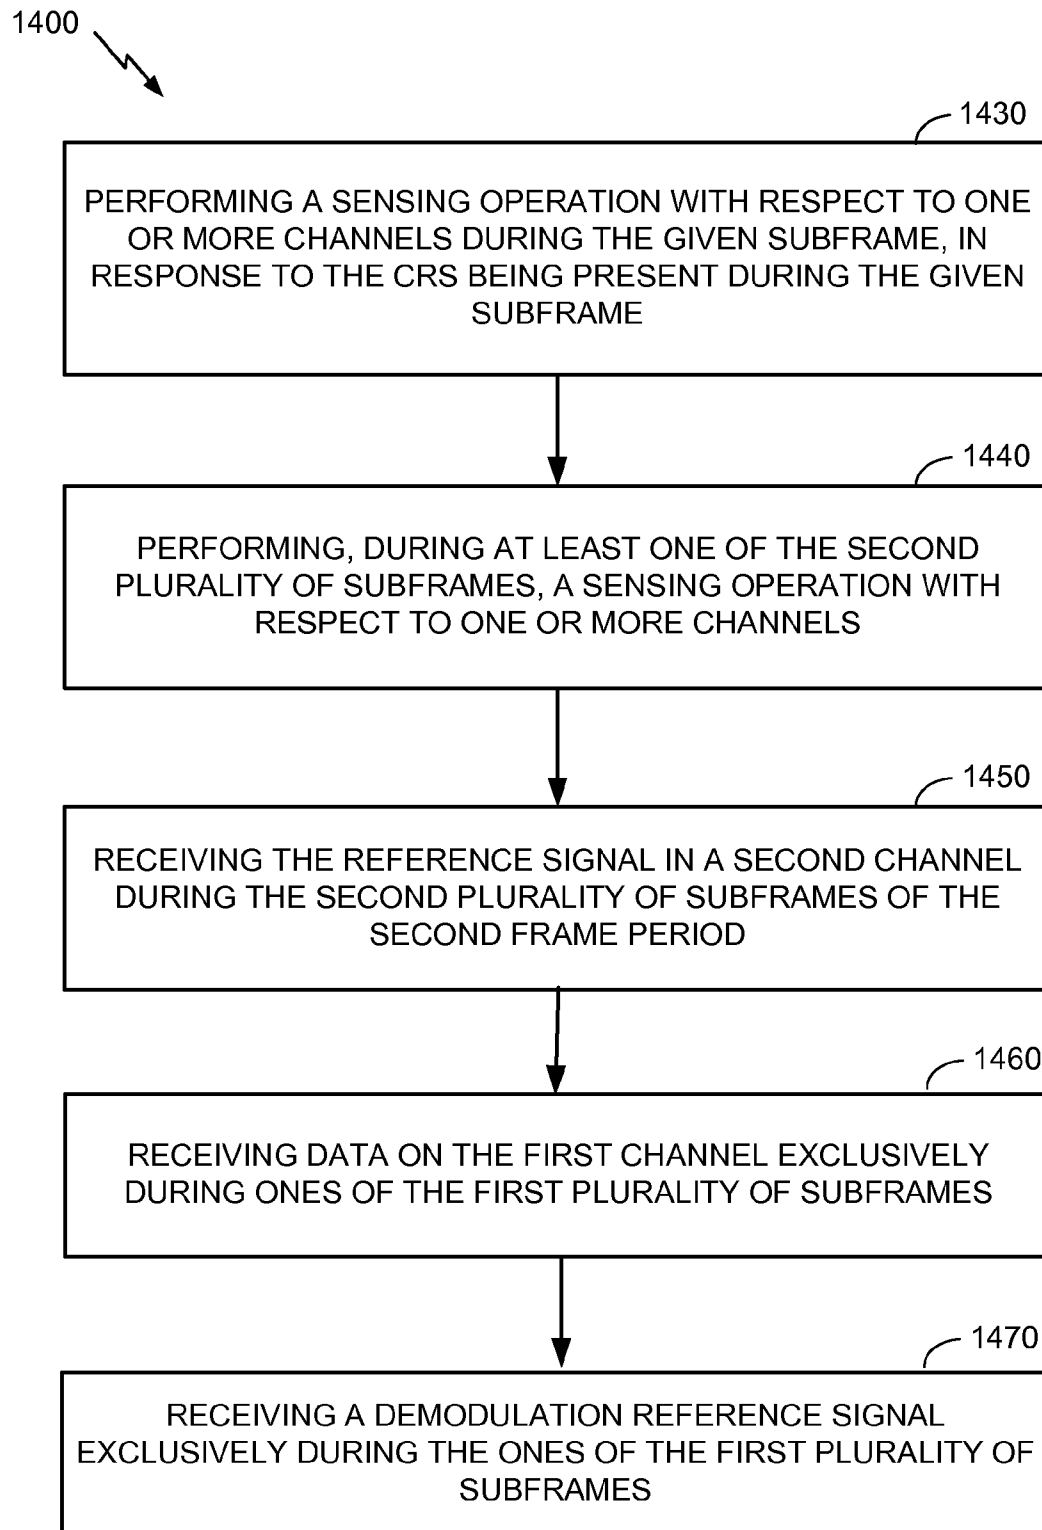 1400
1430
PERFORMING A SENSING OPERATION WITH RESPECT TO ONE
OR MORE CHANNELS DURING THE GIVEN SUBFRAME, IN
RESPONSE TO THE CRS BEING PRESENT DURING THE GIVEN
SUBFRAME
1440
PERFORMING, DURING AT LEAST ONE OF THE SECOND
PLURALITY OF SUBFRAMES, A SENSING OPERATION WITH
RESPECT TO ONE OR MORE CHANNELS
1450
RECEIVING THE REFERENCE SIGNAL IN A SECOND CHANNEL
DURING THE SECOND PLURALITY OF SUBFRAMES OF THE
SECOND FRAME PERIOD
1460
RECEIVING DATA ON THE FIRST CHANNEL EXCLUSIVELY
DURING ONES OF THE FIRST PLURALITY OF SUBFRAMES
1470
RECEIVING A DEMODULATION REFERENCE SIGNAL
EXCLUSIVELY DURING THE ONES OF THE FIRST PLURALITY OF
SUBFRAMES